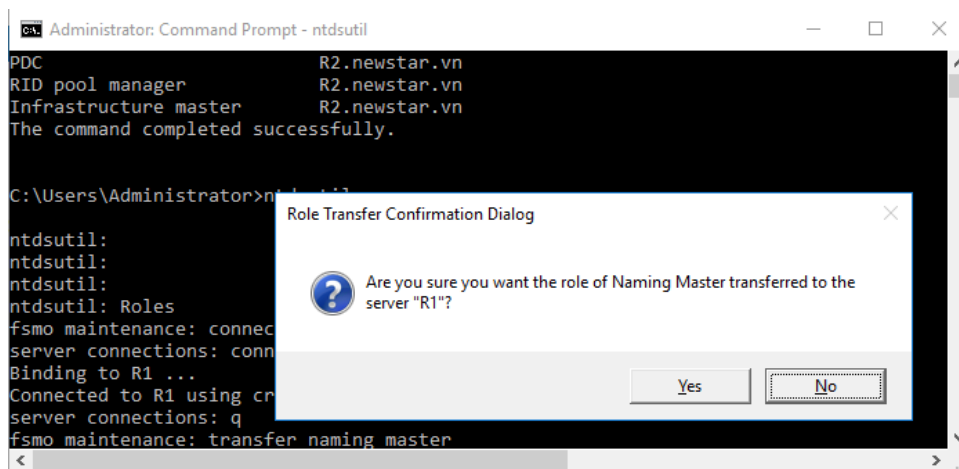 Administrator: Command Prompt - ntdsutil
PDC R2.newstar.vn
RID pool manager R2.newstar.vn
Infrastructure master R2.newstar.vn
The command completed successfully.
C:\Users\Administrator>
ntdsutil:
ntdsutil:
ntdsutil:
ntdsutil: Roles
fsmo maintenance: connec
server connections: conn
Binding to R1 ...
Connected to R1 using cr
server connections: q
fsmo maintenance: transfer naming master
Role Transfer Confirmation Dialog
Are you sure you want the role of Naming Master transferred to the
server "R1"?
Yes No